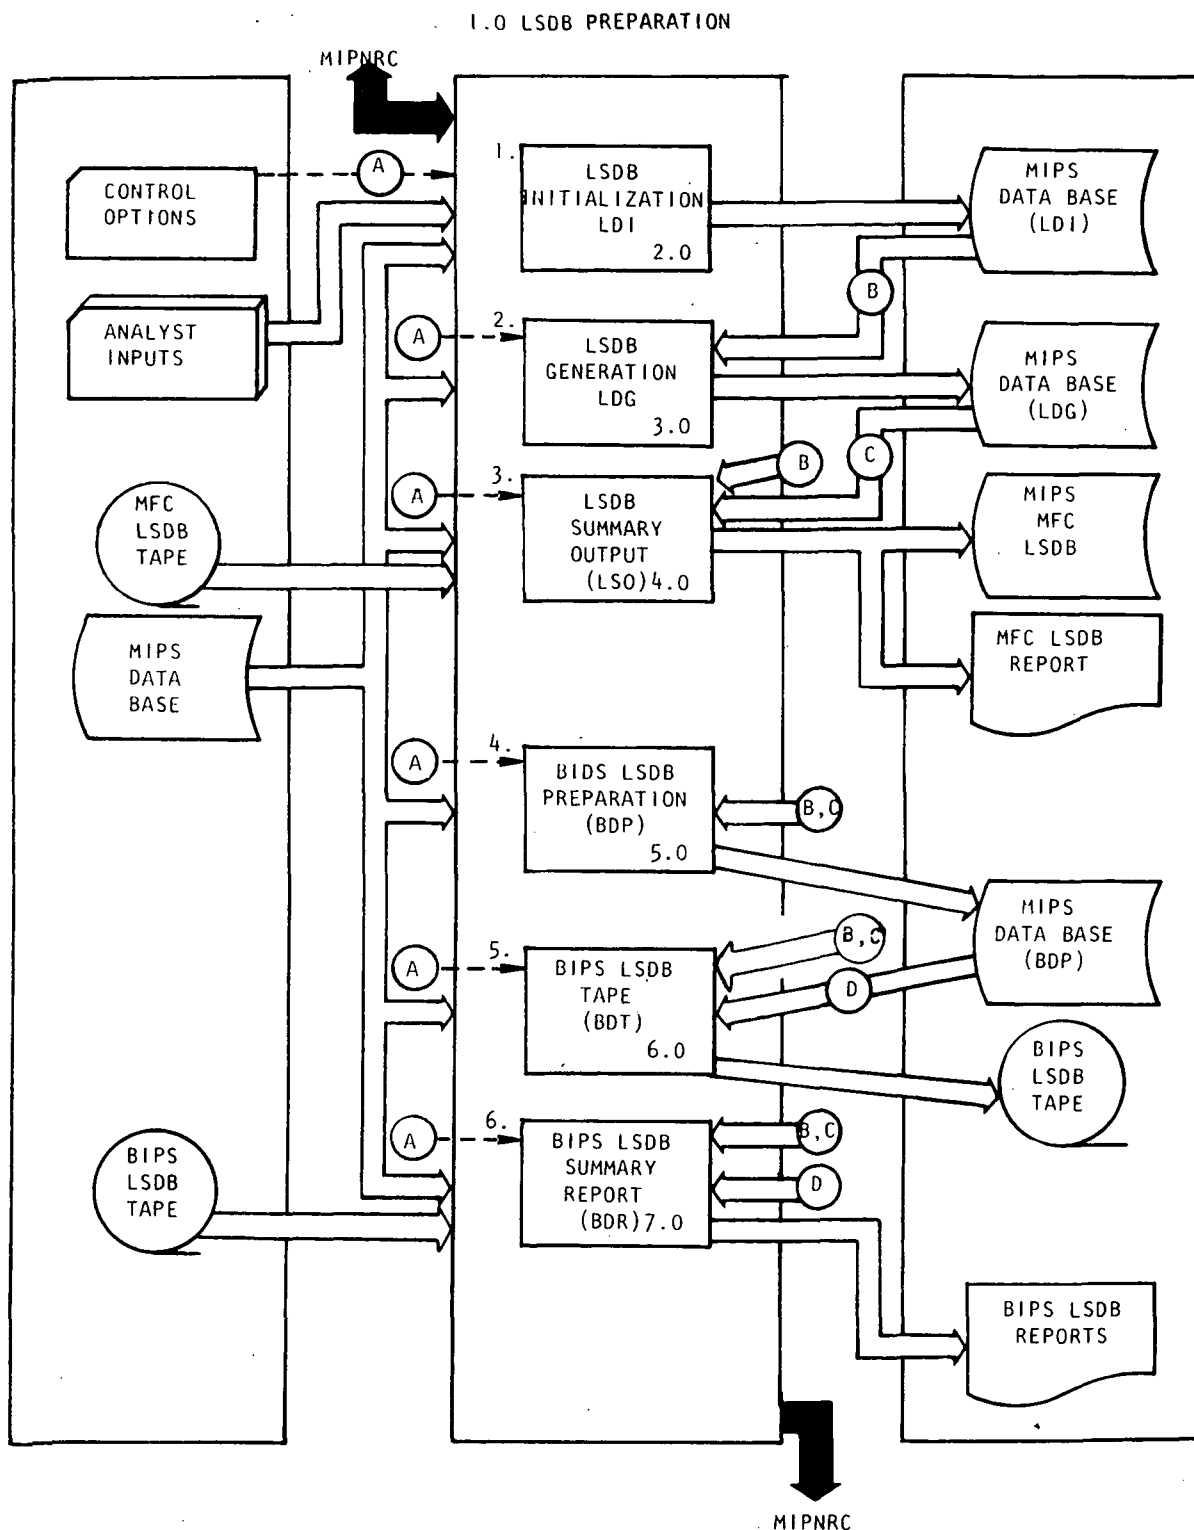 1.0 LSDB PREPARATION
MIPNRC
CONTROL
OPTIONS
A
ANALYST
INPUTS
MFC
LSDB
TAPE
MIPS
DATA
BASE
BIPS
LSDB
TAPE
1.
LSDB
INITIALIZATION
LDI
2.0
A
2.
LSDB
GENERATION
LDG
3.0
A
3.
LSDB
SUMMARY
OUTPUT
(LSO) 4.0
A
4.
BIDS LSDB
PREPARATION
(BDP)
5.0
A
5.
BIPS LSDB
TAPE
(BDT)
6.0
A
6.
BIPS LSDB
SUMMARY
REPORT
(BDR) 7.0
B
B
C
B,C
B,C
D
B,C
D
MIPS
DATA BASE
(LDI)
MIPS
DATA BASE
(LDG)
MIPS
MFC
LSDB
MFC LSDB
REPORT
MIPS
DATA BASE
(BDP)
BIPS
LSDB
TAPE
BIPS LSDB
REPORTS
MIPNRC